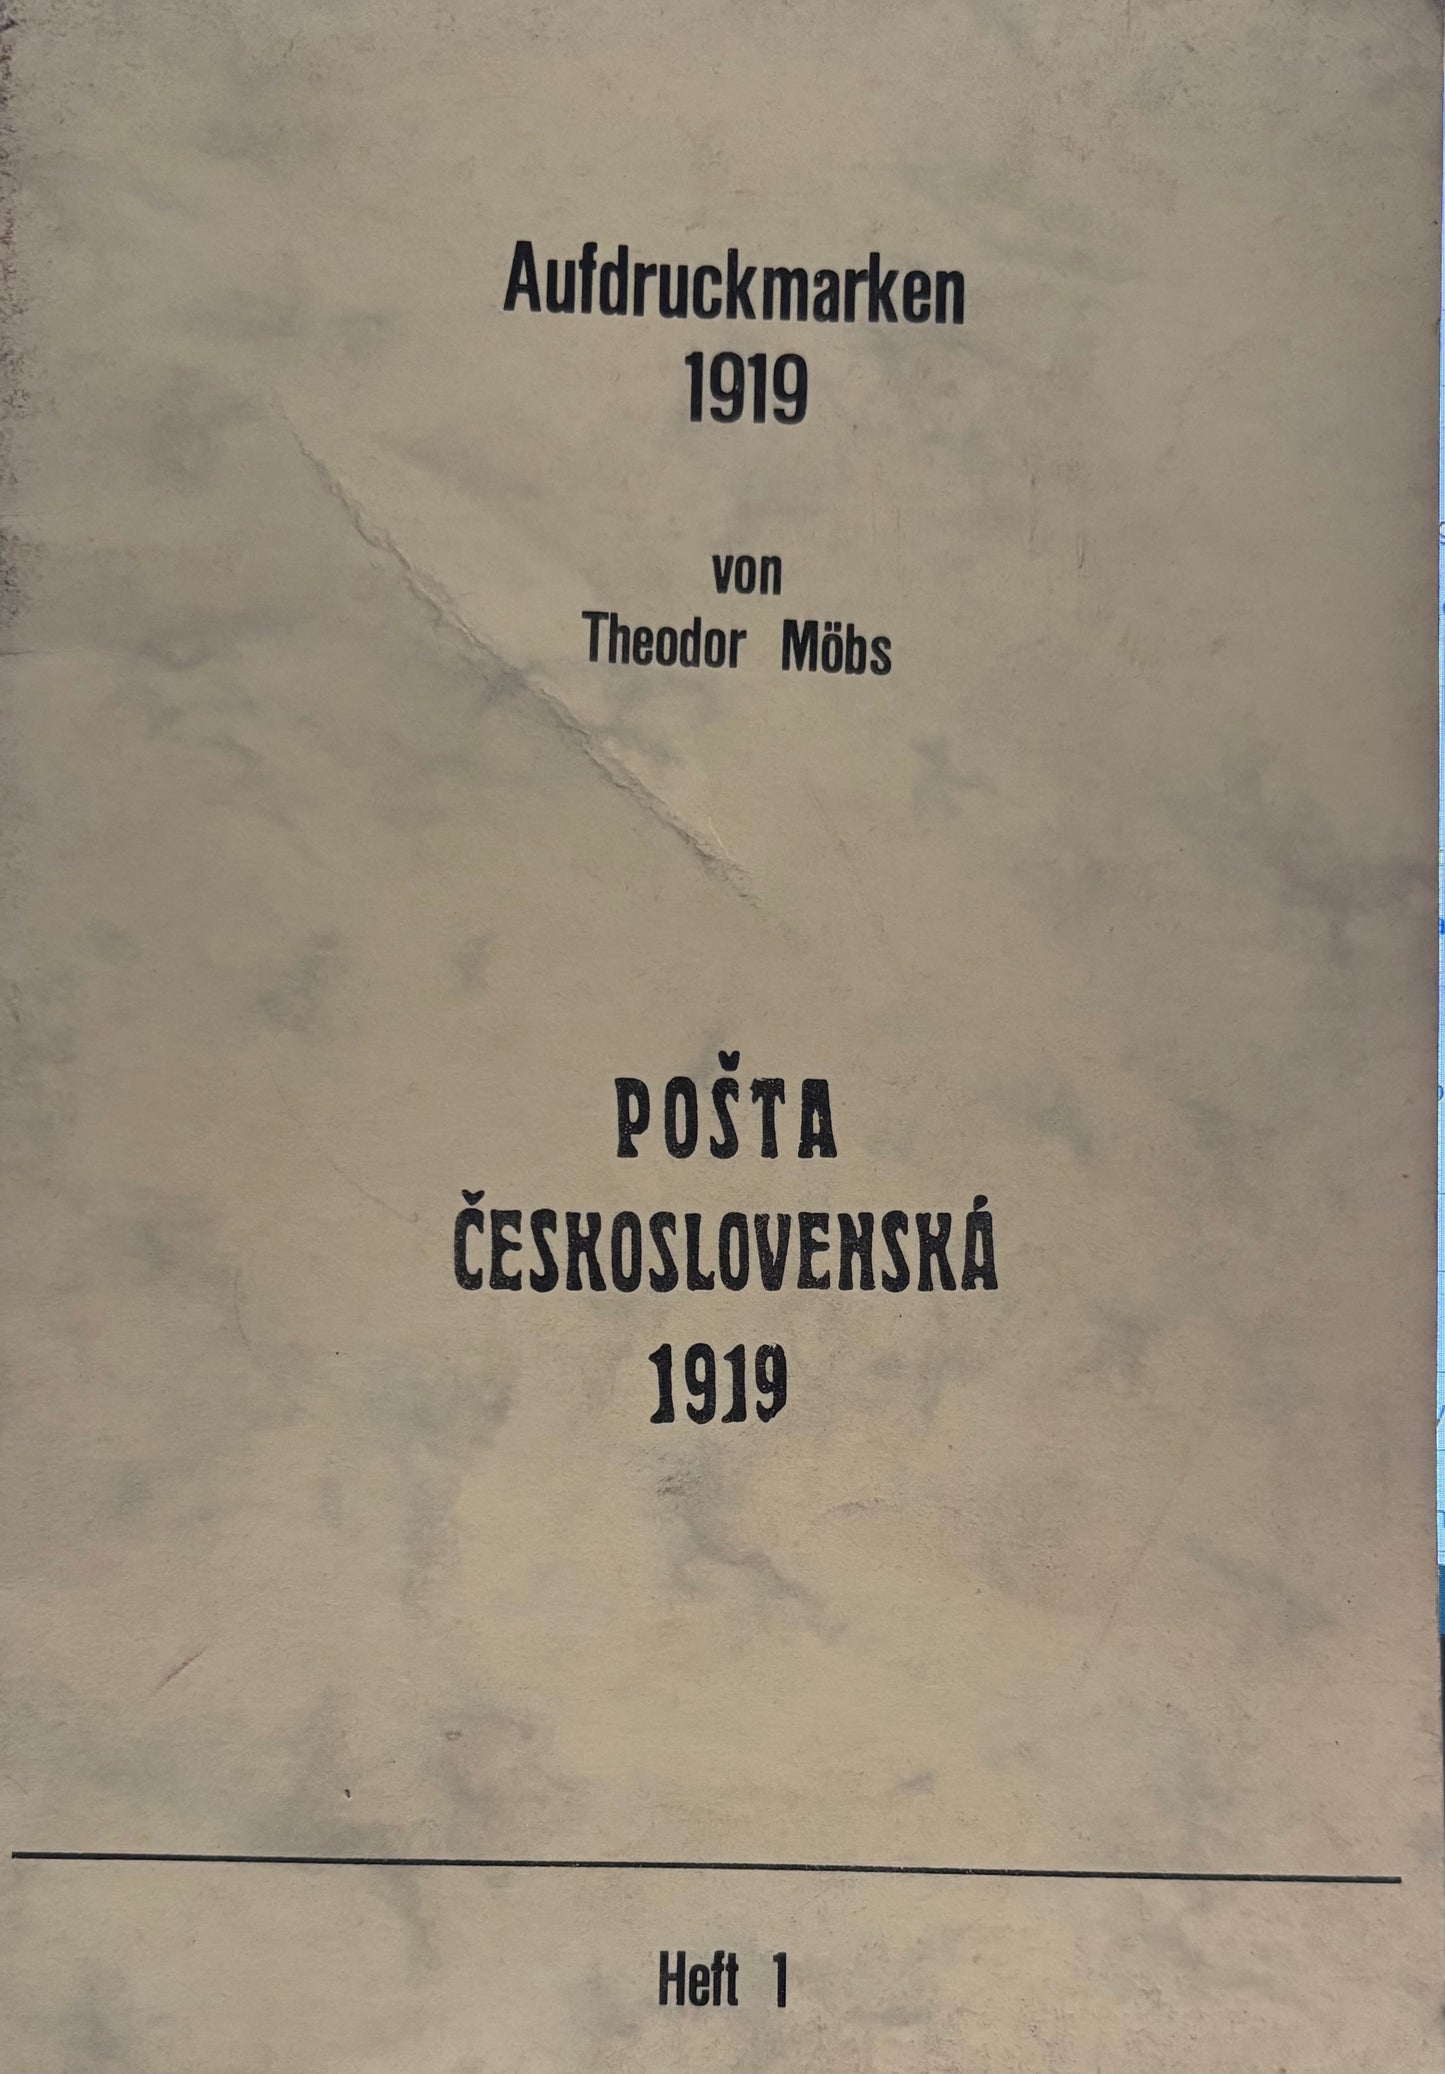 Aufdruckmarken
1919
von
Theodor Möbs
POŠTA
ČESKOSLOVENSKÁ
1919
Heft 1